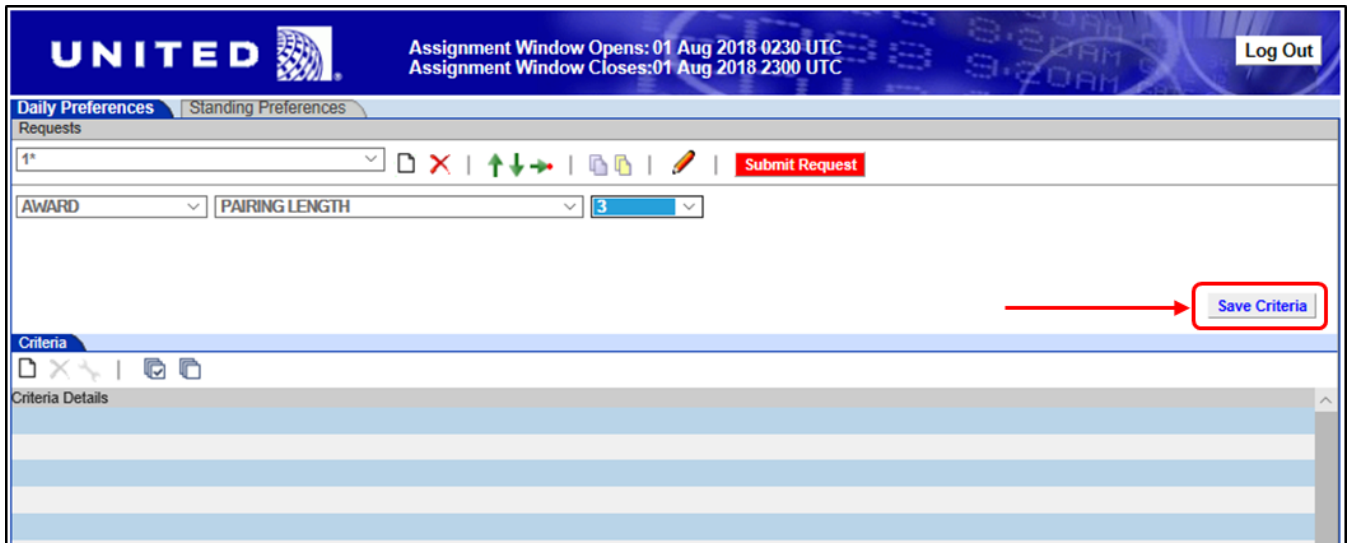 UNITED
Assignment Window Opens: 01 Aug 2018 0230 UTC
Assignment Window Closes:01 Aug 2018 2300 UTC
Log Out
Daily Preferences Standing Preferences
Requests
1* | | | Submit Request
AWARD PAIRING LENGTH 3
Save Criteria
Criteria
|
Criteria Details